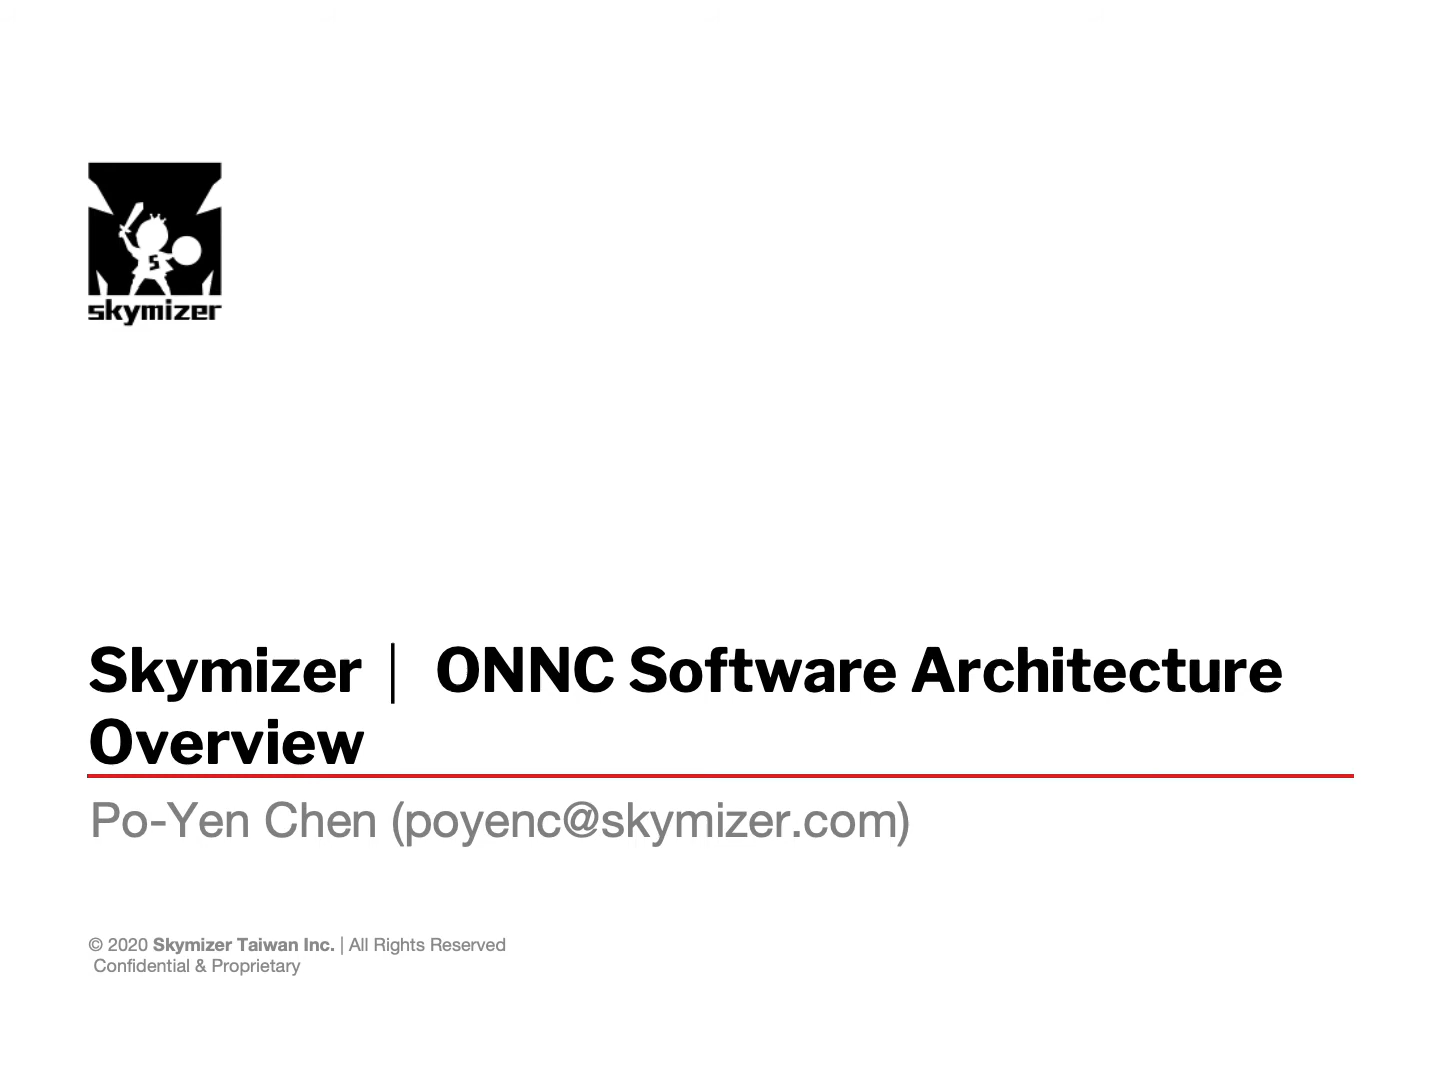 skymizer
Skymizer | ONNC Software Architecture
Overview
Po-Yen Chen (poyenc@skymizer.com)
© 2020 Skymizer Taiwan Inc. | All Rights Reserved
Confidential & Proprietary